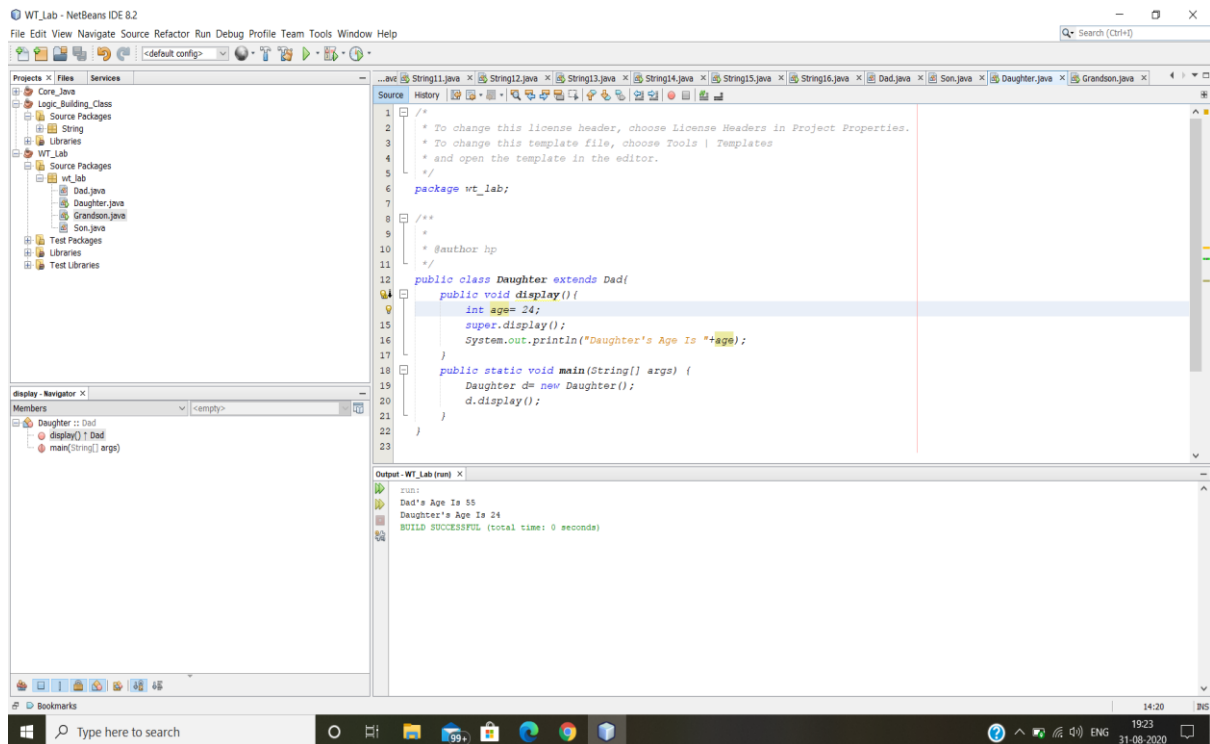 WT_Lab - NetBeans IDE 8.2
File Edit View Navigate Source Refactor Run Debug Profile Team Tools Window Help
Search (Ctrl+I)
<default config>
Projects × Files Services
Core_Java
Logic_Building_Class
Source Packages
String
Libraries
WT_Lab
Source Packages
wt_lab
Dad.java
Daughter.java
Grandson.java
Son.java
Test Packages
Libraries
Test Libraries
display - Navigator ×
Members <empty>
Daughter :: Dad
display() ↑ Dad
main(String[] args)
...ava String11.java × String12.java × String13.java × String14.java × String15.java × String16.java × Dad.java × Son.java × Daughter.java × Grandson.java ×
Source History
1 /*
2 * To change this license header, choose License Headers in Project Properties.
3 * To change this template file, choose Tools | Templates
4 * and open the template in the editor.
5 */
6 package wt_lab;
7
8 /**
9 *
10 * @author hp
11 */
12 public class Daughter extends Dad{
public void display(){
int age= 24;
15 super.display();
16 System.out.println("Daughter's Age Is "+age);
17 }
18 public static void main(String[] args) {
19 Daughter d= new Daughter();
20 d.display();
21 }
22 }
23
Output - WT_Lab (run) ×
run:
Dad's Age Is 55
Daughter's Age Is 24
BUILD SUCCESSFUL (total time: 0 seconds)
Bookmarks
14:20 INS
Type here to search
99+
ENG
19:23
31-08-2020